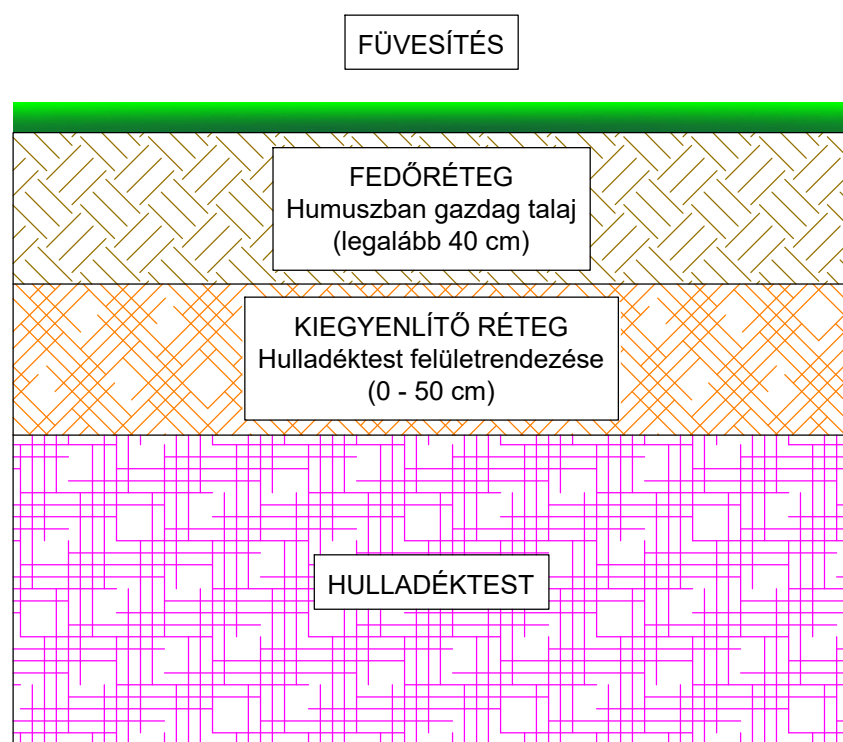 FÜVESÍTÉS
FEDŐRÉTEG
Humuszban gazdag talaj
(legalább 40 cm)
KIEGYENLÍTŐ RÉTEG
Hulladéktest felületrendezése
(0 - 50 cm)
HULLADÉKTEST